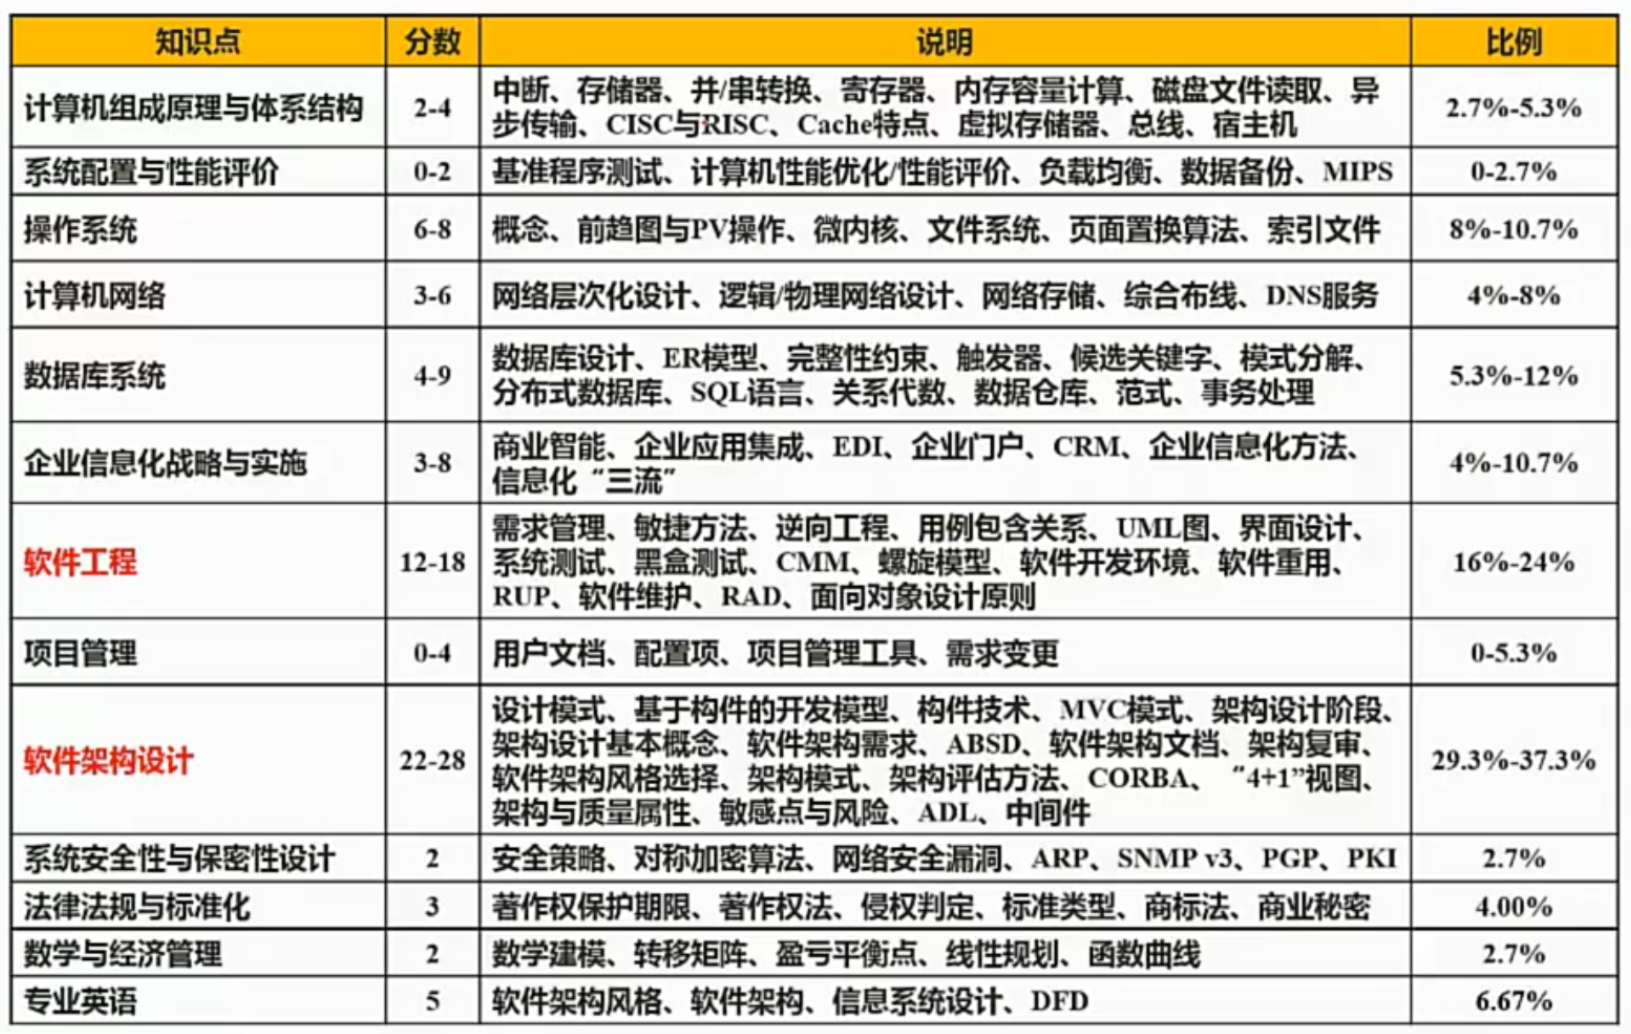 知识点 分数 说明 比例
计算机组成原理与体系结构 2-4 中断、存储器、并/串转换、寄存器、内存容量计算、磁盘文件读取、异 2.7%-5.3%
步传输、CISC与RISC、Cache特点、虚拟存储器、总线、宿主机
系统配置与性能评价 0-2 基准程序测试、计算机性能优化/性能评价、负载均衡、数据备份、MIPS 0-2.7%
操作系统 6-8 概念、前趋图与PV操作、微内核、文件系统、页面置换算法、索引文件 8%-10.7%
计算机网络 3-6 网络层次化设计、逻辑/物理网络设计、网络存储、综合布线、DNS服务 4%-8%
数据库系统 4-9 数据库设计、ER模型、完整性约束、触发器、候选关键字、模式分解、 5.3%-12%
分布式数据库、SQL语言、关系代数、数据仓库、范式、事务处理
企业信息化战略与实施 3-8 商业智能、企业应用集成、EDI、企业门户、CRM、企业信息化方法、 4%-10.7%
信息化“三流”
软件工程 12-18 需求管理、敏捷方法、逆向工程、用例包含关系、UML图、界面设计、 16%-24%
系统测试、黑盒测试、CMM、螺旋模型、软件开发环境、软件重用、
RUP、软件维护、RAD、面向对象设计原则
项目管理 0-4 用户文档、配置项、项目管理工具、需求变更 0-5.3%
软件架构设计 22-28 设计模式、基于构件的开发模型、构件技术、MVC模式、架构设计阶段、 29.3%-37.3%
架构设计基本概念、软件架构需求、ABSD、软件架构文档、架构复审、
软件架构风格选择、架构模式、架构评估方法、CORBA、“4+1”视图、
架构与质量属性、敏感点与风险、ADL、中间件
系统安全性与保密性设计 2 安全策略、对称加密算法、网络安全漏洞、ARP、SNMP v3、PGP、PKI 2.7%
法律法规与标准化 3 著作权保护期限、著作权法、侵权判定、标准类型、商标法、商业秘密 4.00%
数学与经济管理 2 数学建模、转移矩阵、盈亏平衡点、线性规划、函数曲线 2.7%
专业英语 5 软件架构风格、软件架构、信息系统设计、DFD 6.67%